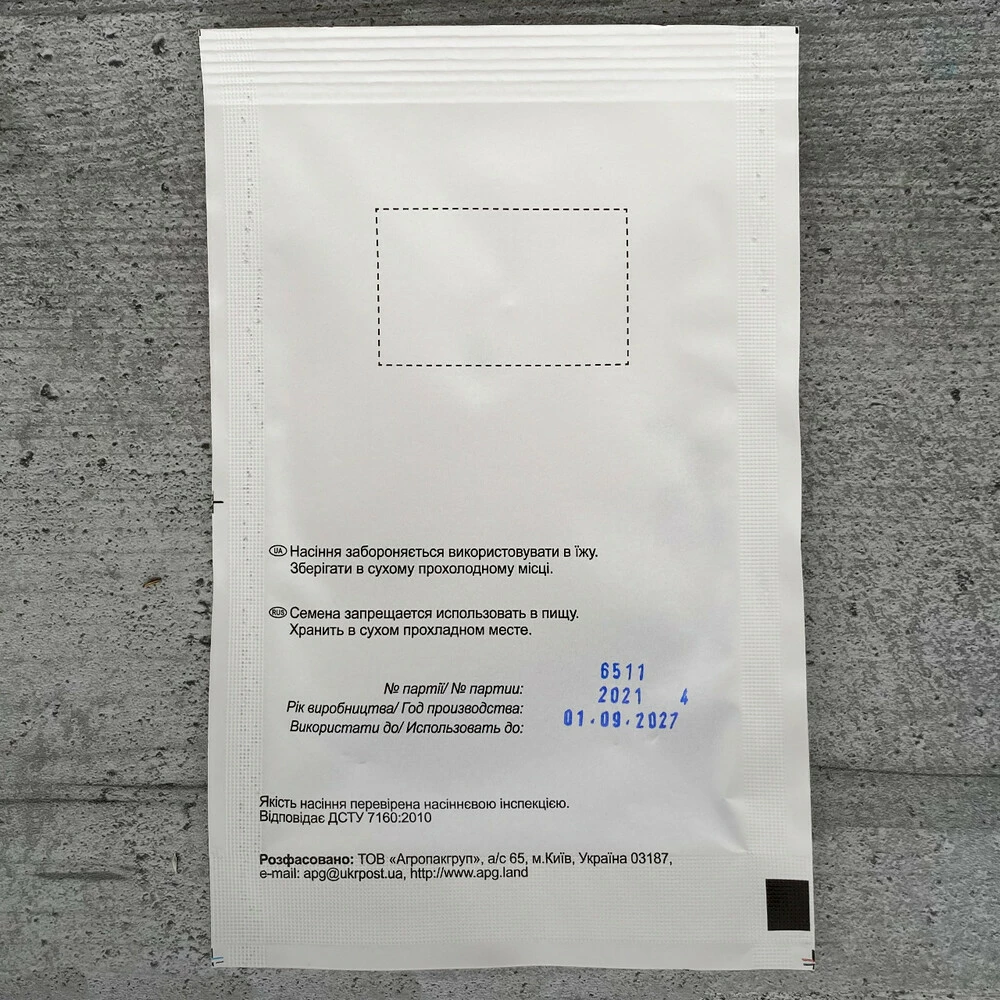 UA Насіння забороняється використовувати в їжу.
Зберігати в сухому прохолодному місці.
RUS Семена запрещается использовать в пищу.
Хранить в сухом прохладном месте.
№ партії/ № партии: 6511
Рік виробництва/ Год производства: 2021 4
Використати до/ Использовать до: 01.09.2027
Якість насіння перевірена насіннєвою інспекцією.
Відповідає ДСТУ 7160:2010
Розфасовано: ТОВ «Агропакгруп», а/с 65, м.Київ, Україна 03187,
e-mail: apg@ukrpost.ua, http://www.apg.land